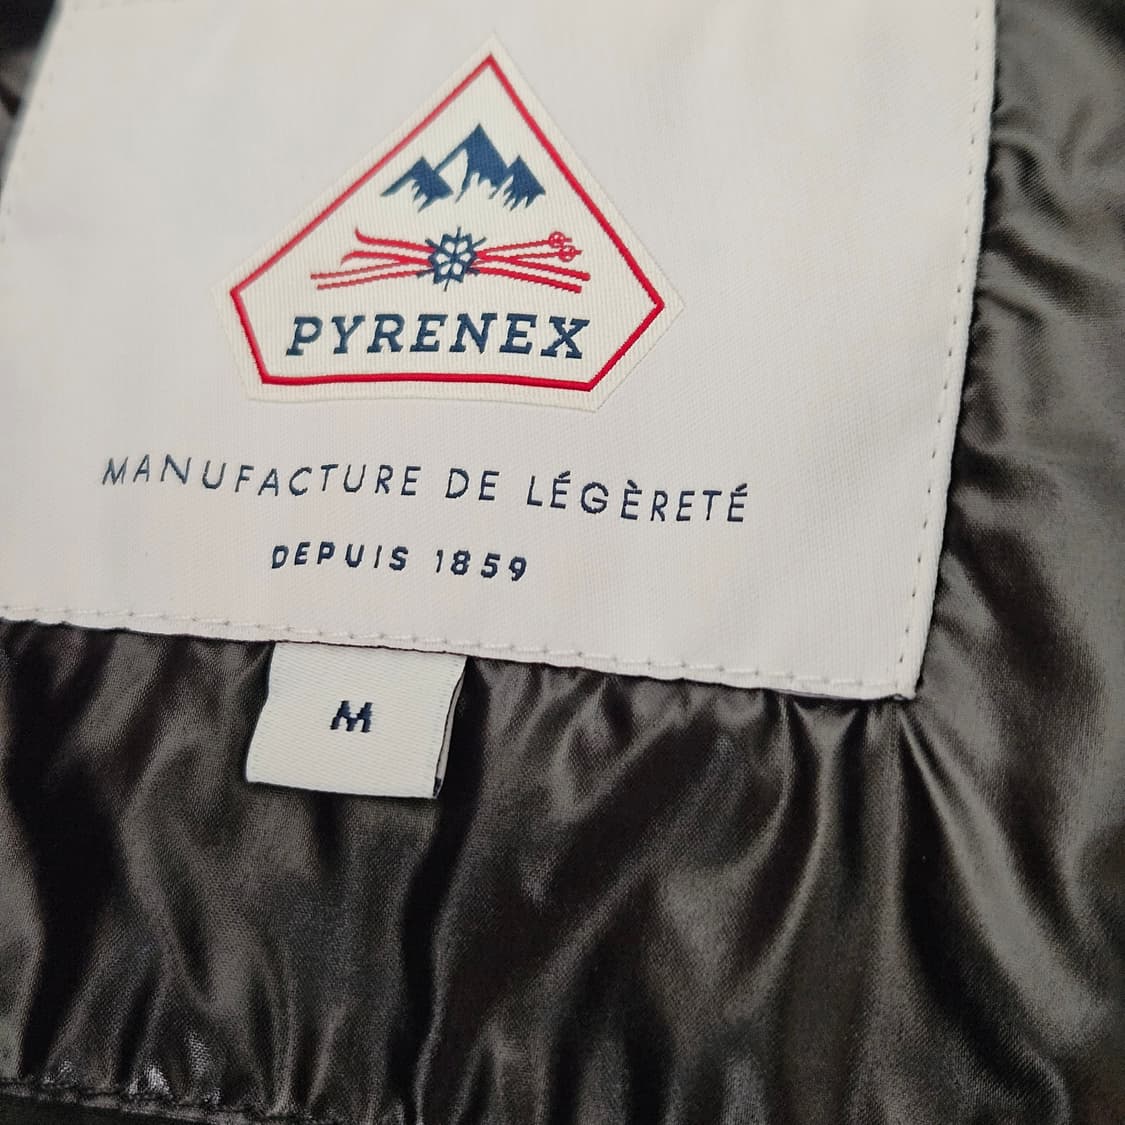 PYRENEX
MANUFACTURE DE LÉGÈRETÉ
DEPUIS 1859
M